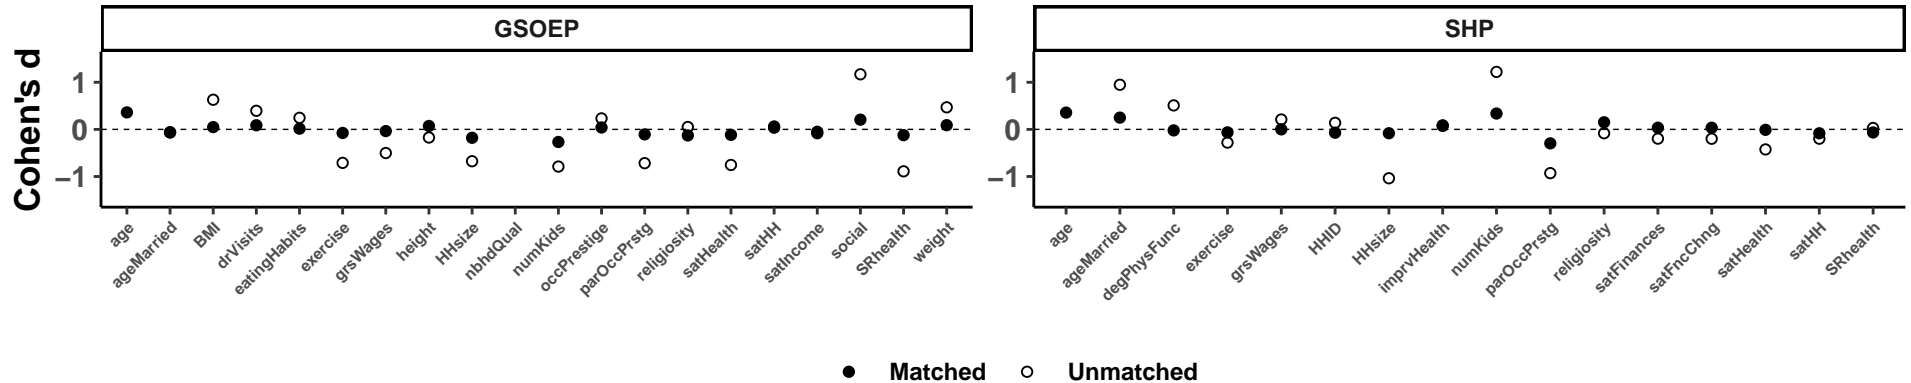 GSOEP
SHP
Cohen's d
1
0
−1
age
ageMarried
BMI
drVisits
eatingHabits
exercise
grsWages
height
HHsize
nbhdQual
numKids
occPrestige
parOccPrstg
religiosity
satHealth
satHH
satIncome
social
SRhealth
weight
1
0
−1
age
ageMarried
degPhysFunc
exercise
grsWages
HHID
HHsize
imprvHealth
numKids
parOccPrstg
religiosity
satFinances
satFncChng
satHealth
satHH
SRhealth
Matched
Unmatched